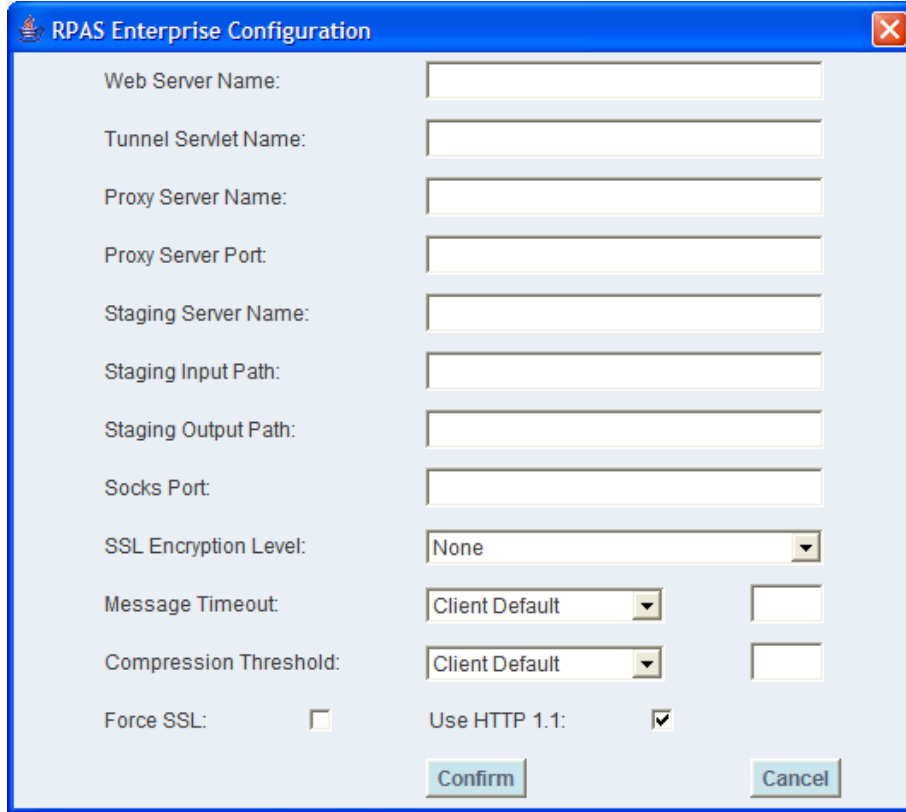 RPAS Enterprise Configuration
Web Server Name:
Tunnel Servlet Name:
Proxy Server Name:
Proxy Server Port:
Staging Server Name:
Staging Input Path:
Staging Output Path:
Socks Port:
SSL Encryption Level: None
Message Timeout: Client Default
Compression Threshold: Client Default
Force SSL: Use HTTP 1.1:
Confirm Cancel